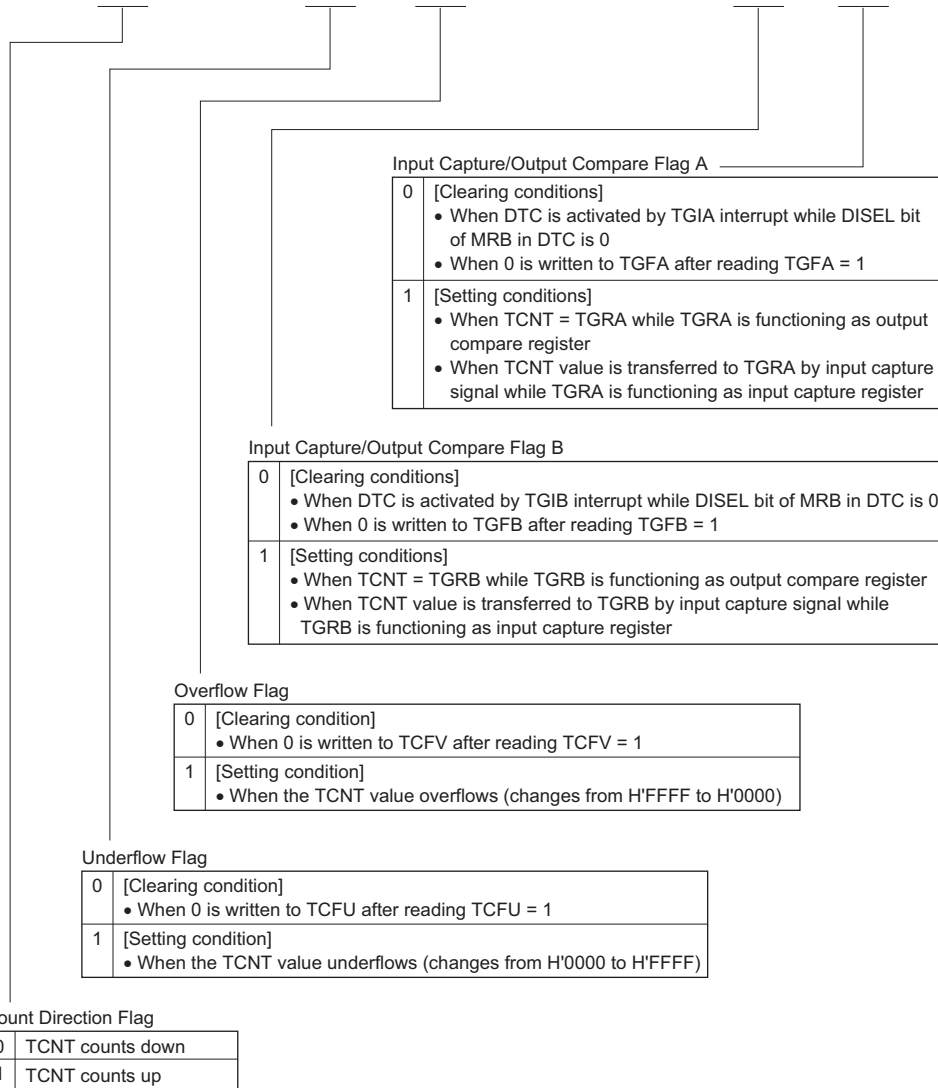 Input Capture/Output Compare Flag A
0 [Clearing conditions]
• When DTC is activated by TGIA interrupt while DISEL bit
of MRB in DTC is 0
• When 0 is written to TGFA after reading TGFA = 1
1 [Setting conditions]
• When TCNT = TGRA while TGRA is functioning as output
compare register
• When TCNT value is transferred to TGRA by input capture
signal while TGRA is functioning as input capture register
Input Capture/Output Compare Flag B
0 [Clearing conditions]
• When DTC is activated by TGIB interrupt while DISEL bit of MRB in DTC is 0
• When 0 is written to TGFB after reading TGFB = 1
1 [Setting conditions]
• When TCNT = TGRB while TGRB is functioning as output compare register
• When TCNT value is transferred to TGRB by input capture signal while
TGRB is functioning as input capture register
Overflow Flag
0 [Clearing condition]
• When 0 is written to TCFV after reading TCFV = 1
1 [Setting condition]
• When the TCNT value overflows (changes from H'FFFF to H'0000)
Underflow Flag
0 [Clearing condition]
• When 0 is written to TCFU after reading TCFU = 1
1 [Setting condition]
• When the TCNT value underflows (changes from H'0000 to H'FFFF)
ount Direction Flag
0 TCNT counts down
1 TCNT counts up